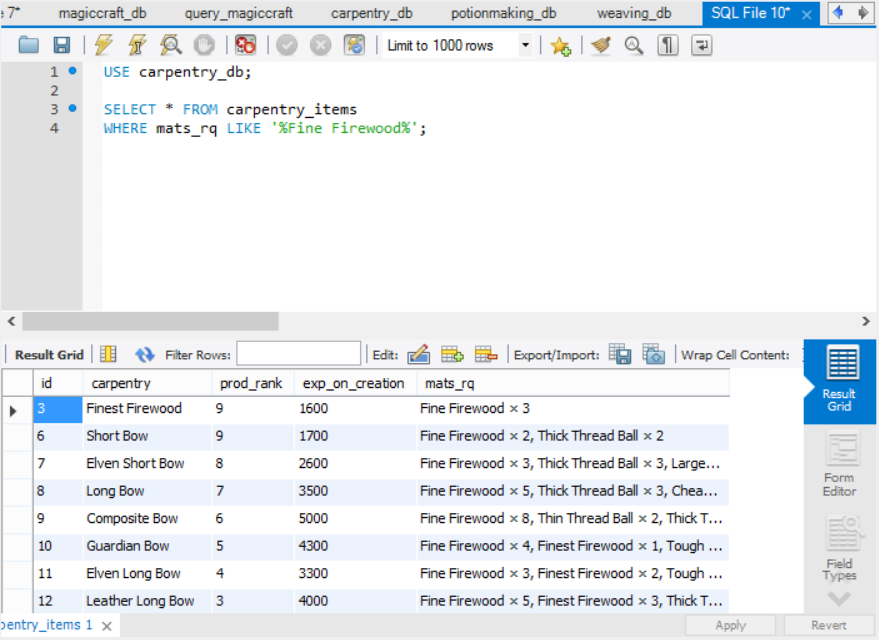 7* magiccraft_db query_magiccraft carpentry_db potionmaking_db weaving_db SQL File 10*
Limit to 1000 rows
1 USE carpentry_db;
2
3 SELECT * FROM carpentry_items
4 WHERE mats_rq LIKE '%Fine Firewood%';
Result Grid Filter Rows: Edit: Export/Import: Wrap Cell Content:
id carpentry prod_rank exp_on_creation mats_rq
3 Finest Firewood 9 1600 Fine Firewood × 3
6 Short Bow 9 1700 Fine Firewood × 2, Thick Thread Ball × 2
7 Elven Short Bow 8 2600 Fine Firewood × 3, Thick Thread Ball × 3, Large...
8 Long Bow 7 3500 Fine Firewood × 5, Thick Thread Ball × 3, Chea...
9 Composite Bow 6 5000 Fine Firewood × 8, Thin Thread Ball × 2, Thick T...
10 Guardian Bow 5 4300 Fine Firewood × 4, Finest Firewood × 1, Tough ...
11 Elven Long Bow 4 3300 Fine Firewood × 3, Finest Firewood × 2, Tough ...
12 Leather Long Bow 3 4000 Fine Firewood × 5, Finest Firewood × 3, Thick T...
Result
Grid
Form
Editor
Field
Types
pentry_items 1
Apply Revert